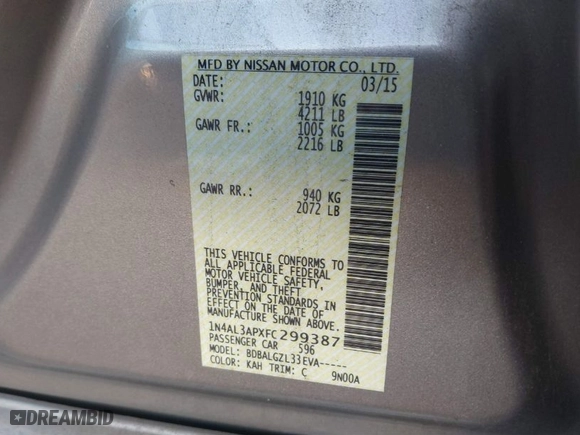 MFD BY NISSAN MOTOR CO., LTD.
DATE: 03/15
GVWR: 1910 KG
4211 LB
GAWR FR.: 1005 KG
2216 LB
GAWR RR.: 940 KG
2072 LB
THIS VEHICLE CONFORMS TO
ALL APPLICABLE FEDERAL
MOTOR VEHICLE SAFETY,
BUMPER, AND THEFT
PREVENTION STANDARDS IN
EFFECT ON THE DATE OF
MANUFACTURE SHOWN ABOVE.
1N4AL3APXFC299387
PASSENGER CAR 596
MODEL: BDBALGZL33EVA-----
COLOR: KAH TRIM: C 9N00A
DREAMBID